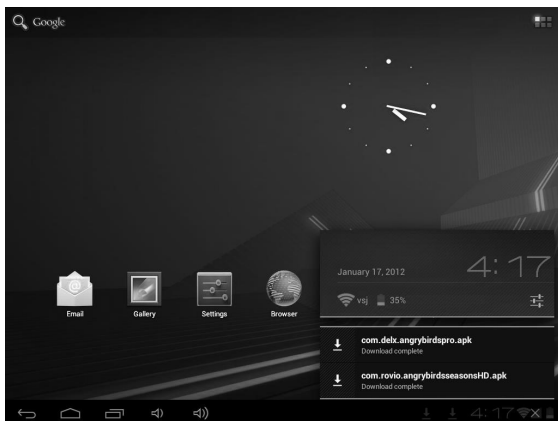 Google
January 17, 2012
4:17
vsj 35%
Email
Gallery
Settings
Browser
com.delx.angrybirdspro.apk
Download complete
com.rovio.angrybirdsseasonsHD.apk
Download complete
4:17